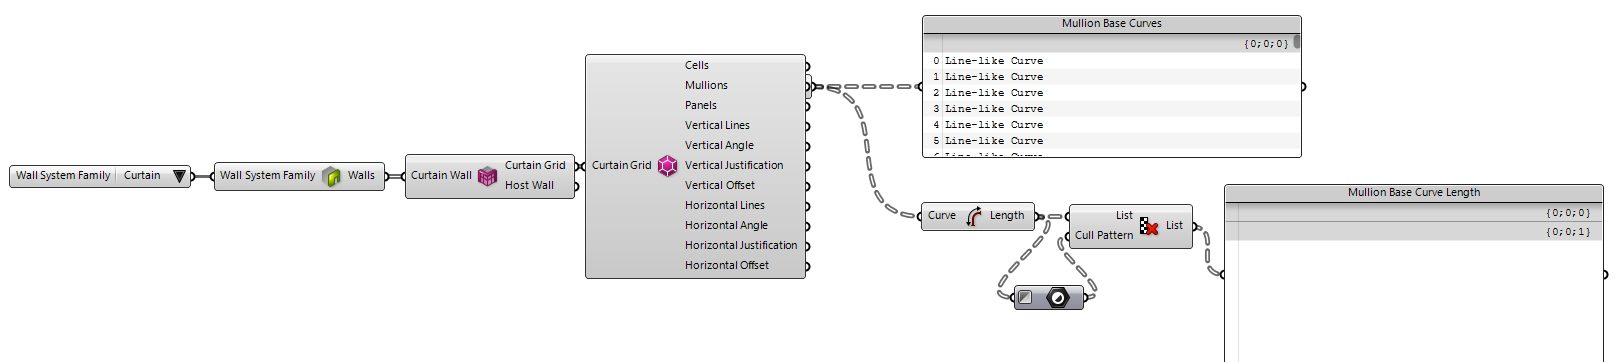 Wall System Family Curtain
Wall System Family Walls
Curtain Wall
Curtain Grid
Host Wall
Curtain Grid
Cells
Mullions
Panels
Vertical Lines
Vertical Angle
Vertical Justification
Vertical Offset
Horizontal Lines
Horizontal Angle
Horizontal Justification
Horizontal Offset
Mullion Base Curves
{0;0;0}
0 Line-like Curve
1 Line-like Curve
2 Line-like Curve
3 Line-like Curve
4 Line-like Curve
5 Line-like Curve
6 Line-like Curve
Curve Length
List
Cull Pattern
List
Mullion Base Curve Length
{0;0;0}
{0;0;1}